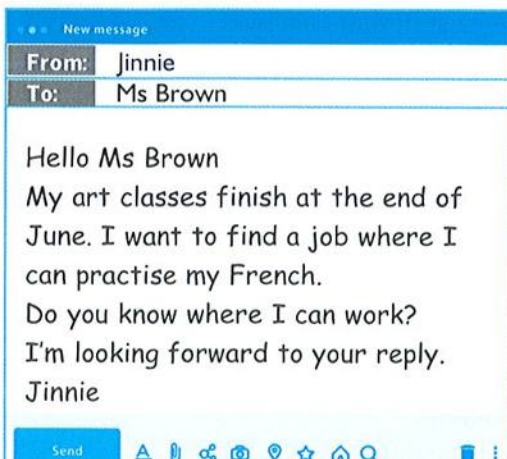 New message
From: Jinnie
To: Ms Brown
Hello Ms Brown
My art classes finish at the end of
June. I want to find a job where I
can practise my French.
Do you know where I can work?
I'm looking forward to your reply.
Jinnie
Send